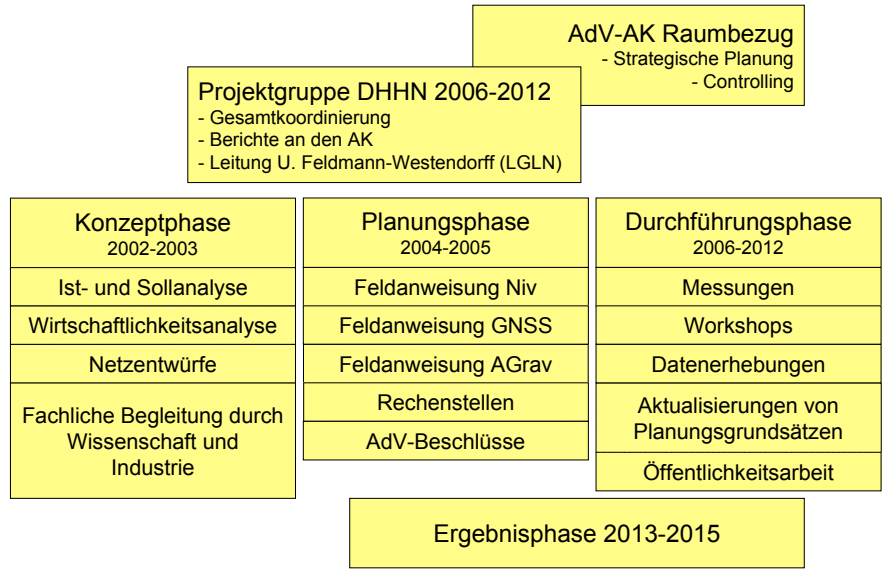 AdV-AK Raumbezug
- Strategische Planung
- Controlling
Projektgruppe DHHN 2006-2012
- Gesamtkoordinierung
- Berichte an den AK
- Leitung U. Feldmann-Westendorff (LGLN)
Konzeptphase
2002-2003
Ist- und Sollanalyse
Wirtschaftlichkeitsanalyse
Netzentwürfe
Fachliche Begleitung durch
Wissenschaft und
Industrie
Planungsphase
2004-2005
Feldanweisung Niv
Feldanweisung GNSS
Feldanweisung AGrav
Rechenstellen
AdV-Beschlüsse
Durchführungsphase
2006-2012
Messungen
Workshops
Datenerhebungen
Aktualisierungen von
Planungsgrundsätzen
Öffentlichkeitsarbeit
Ergebnisphase 2013-2015